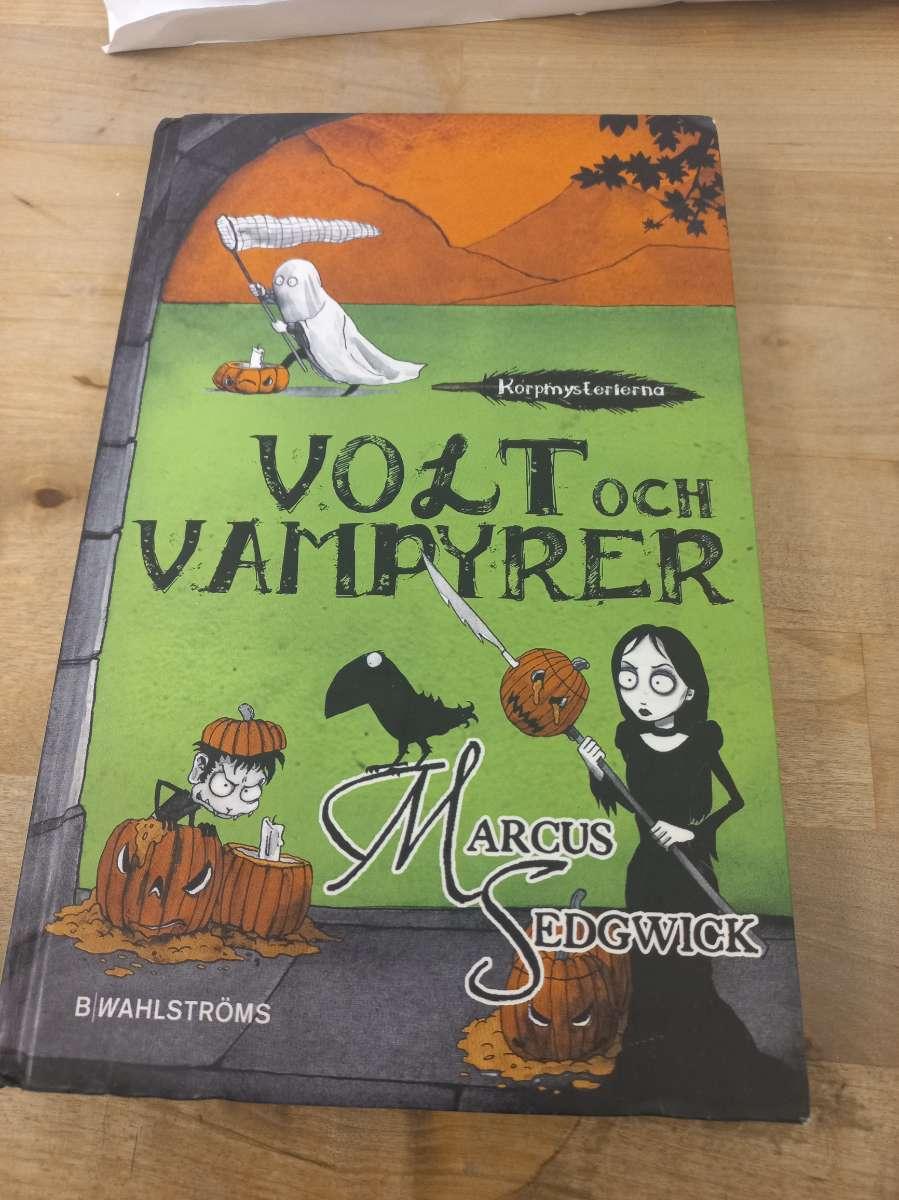 Korpmysterierna
VOLT OCH
VAMPYRER
MARCUS
SEDGWICK
B|WAHLSTRÖMS